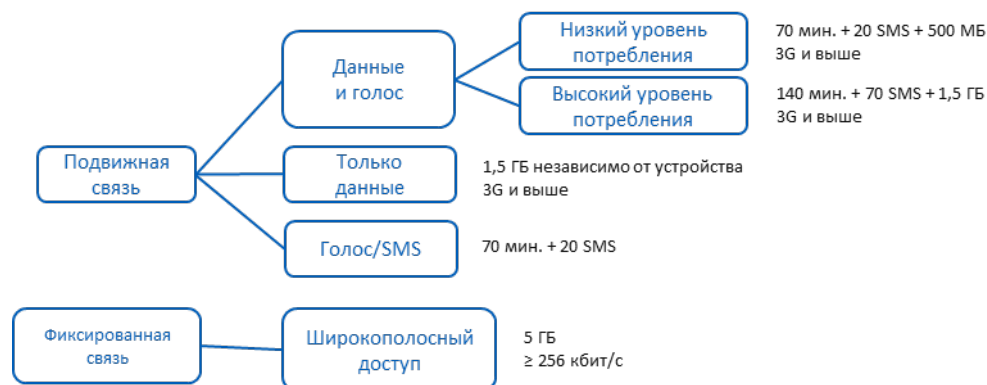 Низкий уровень
потребления
70 мин. + 20 SMS + 500 МБ
3G и выше
Данные
и голос
Высокий уровень
потребления
140 мин. + 70 SMS + 1,5 ГБ
3G и выше
Подвижная
связь
Только
данные
1,5 ГБ независимо от устройства
3G и выше
Голос/SMS
70 мин. + 20 SMS
Фиксированная
связь
Широкополосный
доступ
5 ГБ
≥ 256 кбит/с